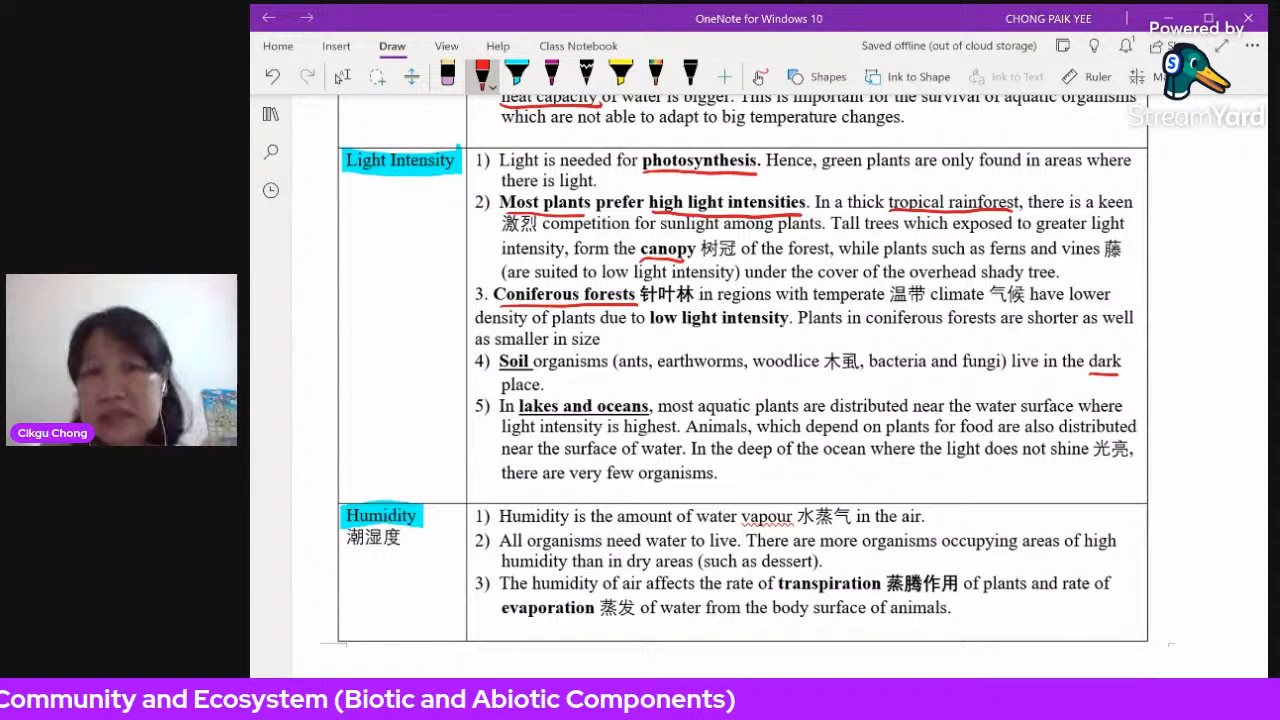 OneNote for Windows 10
CHONG PAIK YEE
Powered by
StreamYard
Home Insert Draw View Help Class Notebook
Saved offline (out of cloud storage)
Shapes Ink to Shape Ink to Text Ruler
heat capacity of water is bigger. This is important for the survival of aquatic organisms
which are not able to adapt to big temperature changes.
Light Intensity
1) Light is needed for photosynthesis. Hence, green plants are only found in areas where
there is light.
2) Most plants prefer high light intensities. In a thick tropical rainforest, there is a keen
激烈 competition for sunlight among plants. Tall trees which exposed to greater light
intensity, form the canopy 树冠 of the forest, while plants such as ferns and vines 藤
(are suited to low light intensity) under the cover of the overhead shady tree.
3. Coniferous forests 针叶林 in regions with temperate 温带 climate 气候 have lower
density of plants due to low light intensity. Plants in coniferous forests are shorter as well
as smaller in size
4) Soil organisms (ants, earthworms, woodlice 木虱, bacteria and fungi) live in the dark
place.
5) In lakes and oceans, most aquatic plants are distributed near the water surface where
light intensity is highest. Animals, which depend on plants for food are also distributed
near the surface of water. In the deep of the ocean where the light does not shine 光亮,
there are very few organisms.
Humidity
潮湿度
1) Humidity is the amount of water vapour 水蒸气 in the air.
2) All organisms need water to live. There are more organisms occupying areas of high
humidity than in dry areas (such as dessert).
3) The humidity of air affects the rate of transpiration 蒸腾作用 of plants and rate of
evaporation 蒸发 of water from the body surface of animals.
Cikgu Chong
Community and Ecosystem (Biotic and Abiotic Components)